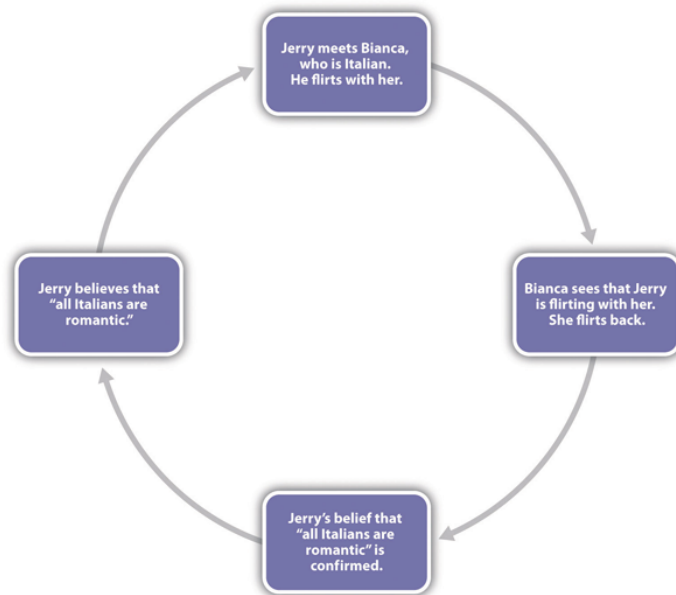 Jerry meets Bianca,
who is Italian.
He flirts with her.
Bianca sees that Jerry
is flirting with her.
She flirts back.
Jerry’s belief that
“all Italians are
romantic” is
confirmed.
Jerry believes that
“all Italians are
romantic.”